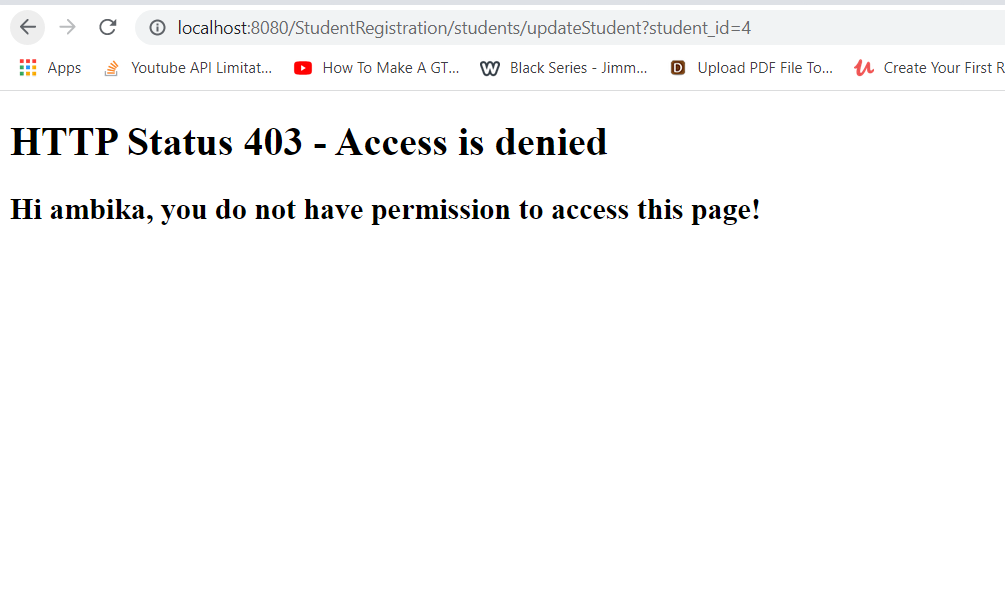 localhost:8080/StudentRegistration/students/updateStudent?student_id=4
Apps Youtube API Limitat... How To Make A GT... Black Series - Jimm... Upload PDF File To... Create Your First R
HTTP Status 403 - Access is denied
Hi ambika, you do not have permission to access this page!